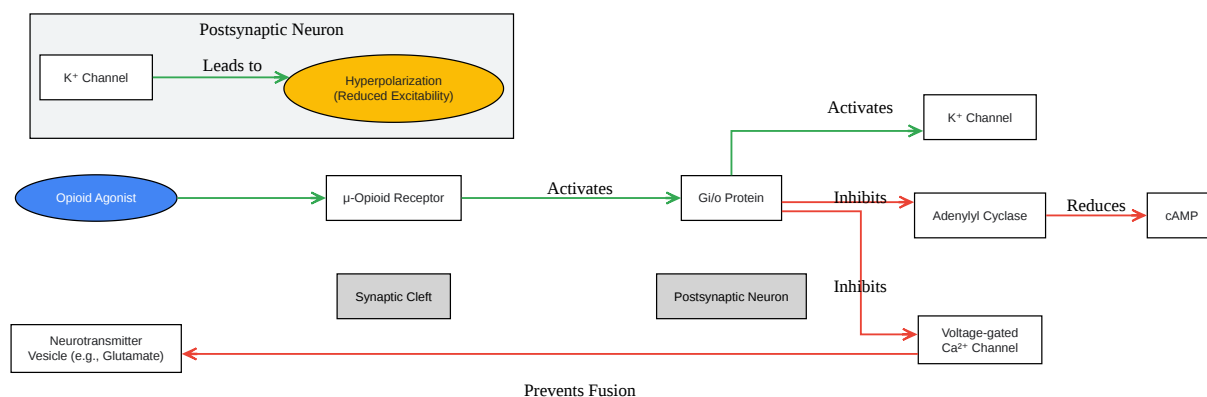 Postsynaptic Neuron
K⁺ Channel
Leads to
Hyperpolarization
(Reduced Excitability)
Activates
K⁺ Channel
Opioid Agonist
μ-Opioid Receptor
Activates
Gi/o Protein
Inhibits
Adenylyl Cyclase
Reduces
cAMP
Synaptic Cleft
Postsynaptic Neuron
Inhibits
Neurotransmitter
Vesicle (e.g., Glutamate)
Voltage-gated
Ca²⁺ Channel
Prevents Fusion